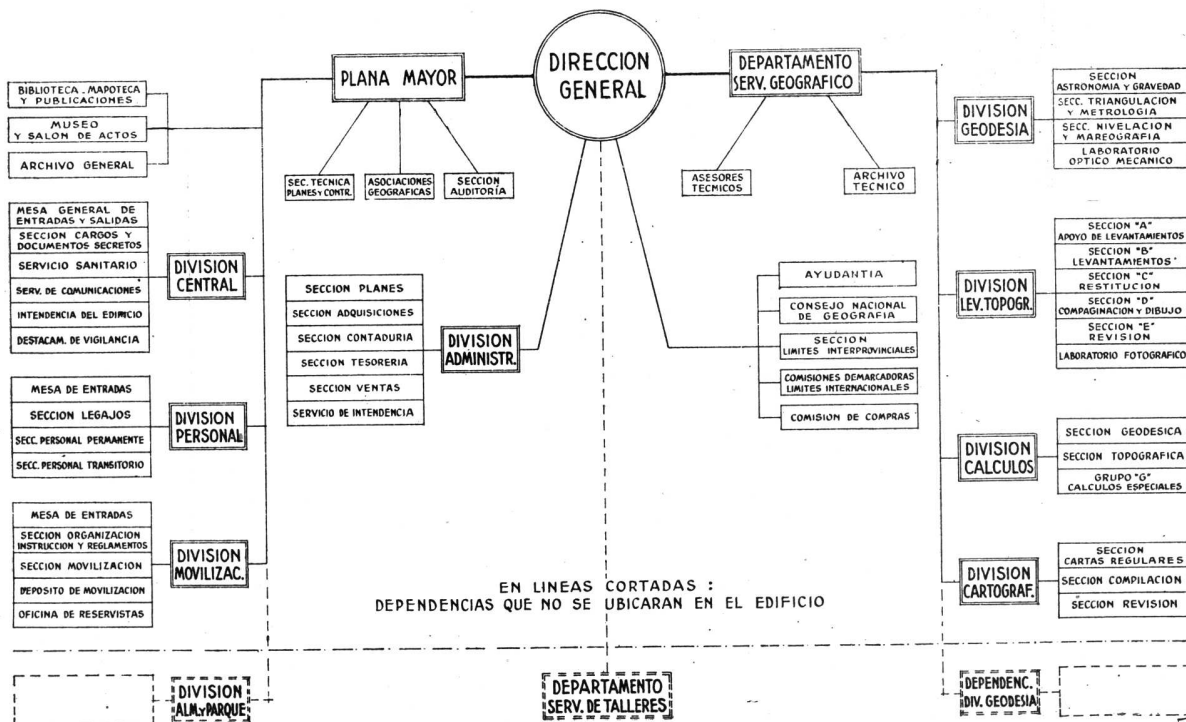 DIRECCION
GENERAL
PLANA MAYOR
DEPARTAMENTO
SERV. GEOGRAFICO
BIBLIOTECA - MAPOTECA
Y PUBLICACIONES
MUSEO
Y SALON DE ACTOS
ARCHIVO GENERAL
SEC. TECNICA
PLANES Y CONTR.
ASOCIACIONES
GEOGRAFICAS
SECCION
AUDITORÍA
ASESORES
TECNICOS
ARCHIVO
TECNICO
DIVISION
GEODESIA
SECCION
ASTRONOMIA Y GRAVEDAD
SECC. TRIANGULACION
Y METROLOGIA
SECC. NIVELACION
Y MAREOGRAFIA
LABORATORIO
OPTICO MECANICO
MESA GENERAL DE
ENTRADAS Y SALIDAS
SECCION CARGOS Y
DOCUMENTOS SECRETOS
SERVICIO SANITARIO
SERV. DE COMUNICACIONES
INTENDENCIA DEL EDIFICIO
DESTACAM. DE VIGILANCIA
DIVISION
CENTRAL
SECCION PLANES
SECCION ADQUISICIONES
SECCION CONTADURIA
SECCION TESORERIA
SECCION VENTAS
SERVICIO DE INTENDENCIA
DIVISION
ADMINISTR.
AYUDANTIA
CONSEJO NACIONAL
DE GEOGRAFIA
SECCION
LIMITES INTERPROVINCIALES
COMISIONES DEMARCADORAS
LIMITES INTERNACIONALES
COMISION DE COMPRAS
DIVISION
LEV. TOPOGR.
SECCION "A"
APOYO DE LEVANTAMIENTOS
SECCION "B"
LEVANTAMIENTOS
SECCION "C"
RESTITUCION
SECCION "D"
COMPAGINACION Y DIBUJO
SECCION "E"
REVISION
LABORATORIO FOTOGRAFICO
MESA DE ENTRADAS
SECCION LEGAJOS
SECC. PERSONAL PERMANENTE
SECC. PERSONAL TRANSITORIO
DIVISION
PERSONAL
DIVISION
CALCULOS
SECCION GEODESICA
SECCION TOPOGRAFICA
GRUPO "G"
CALCULOS ESPECIALES
MESA DE ENTRADAS
SECCION ORGANIZACION
INSTRUCCION Y REGLAMENTOS
SECCION MOVILIZACION
DEPOSITO DE MOVILIZACION
OFICINA DE RESERVISTAS
DIVISION
MOVILIZAC.
DIVISION
CARTOGRAF.
SECCION
CARTAS REGULARES
SECCION COMPILACION
SECCION REVISION
EN LINEAS CORTADAS :
DEPENDENCIAS QUE NO SE UBICARAN EN EL EDIFICIO
DIVISION
ALM. Y PARQUE
DEPARTAMENTO
SERV. DE TALLERES
DEPENDENC.
DIV. GEODESIA